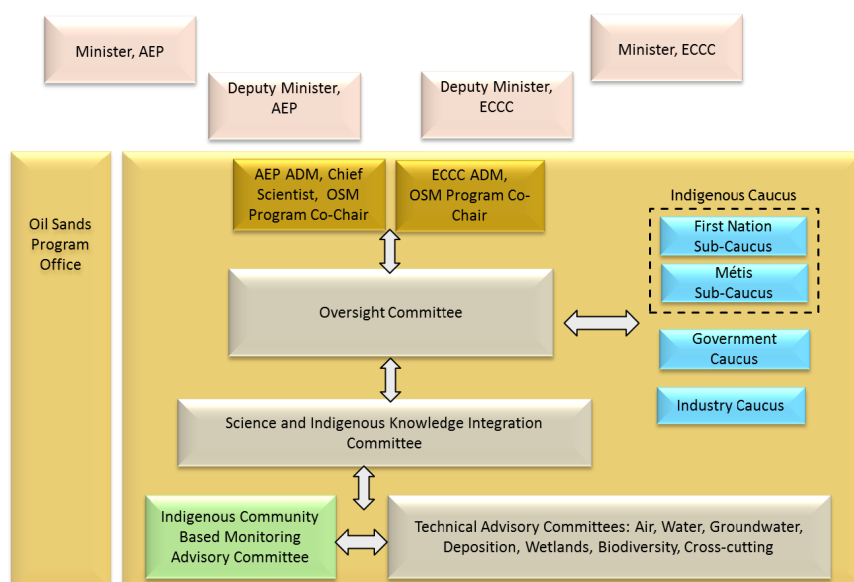 Minister, AEP
Minister, ECCC
Deputy Minister,
AEP
Deputy Minister,
ECCC
Oil Sands
Program
Office
AEP ADM, Chief
Scientist, OSM
Program Co-Chair
ECCC ADM,
OSM Program Co-
Chair
Indigenous Caucus
First Nation
Sub-Caucus
Métis
Sub-Caucus
Oversight Committee
Government
Caucus
Industry Caucus
Science and Indigenous Knowledge Integration
Committee
Indigenous Community
Based Monitoring
Advisory Committee
Technical Advisory Committees: Air, Water, Groundwater,
Deposition, Wetlands, Biodiversity, Cross-cutting